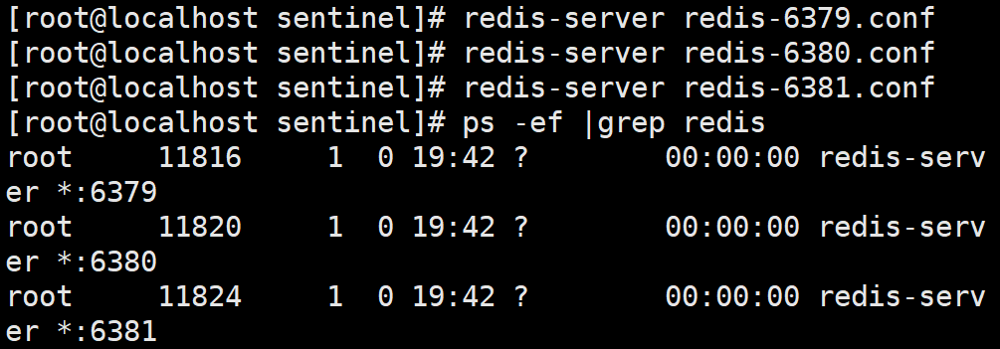 [root@localhost sentinel]# redis-server redis-6379.conf
[root@localhost sentinel]# redis-server redis-6380.conf
[root@localhost sentinel]# redis-server redis-6381.conf
[root@localhost sentinel]# ps -ef |grep redis
root     11816     1  0 19:42 ?        00:00:00 redis-serv
er *:6379
root     11820     1  0 19:42 ?        00:00:00 redis-serv
er *:6380
root     11824     1  0 19:42 ?        00:00:00 redis-serv
er *:6381